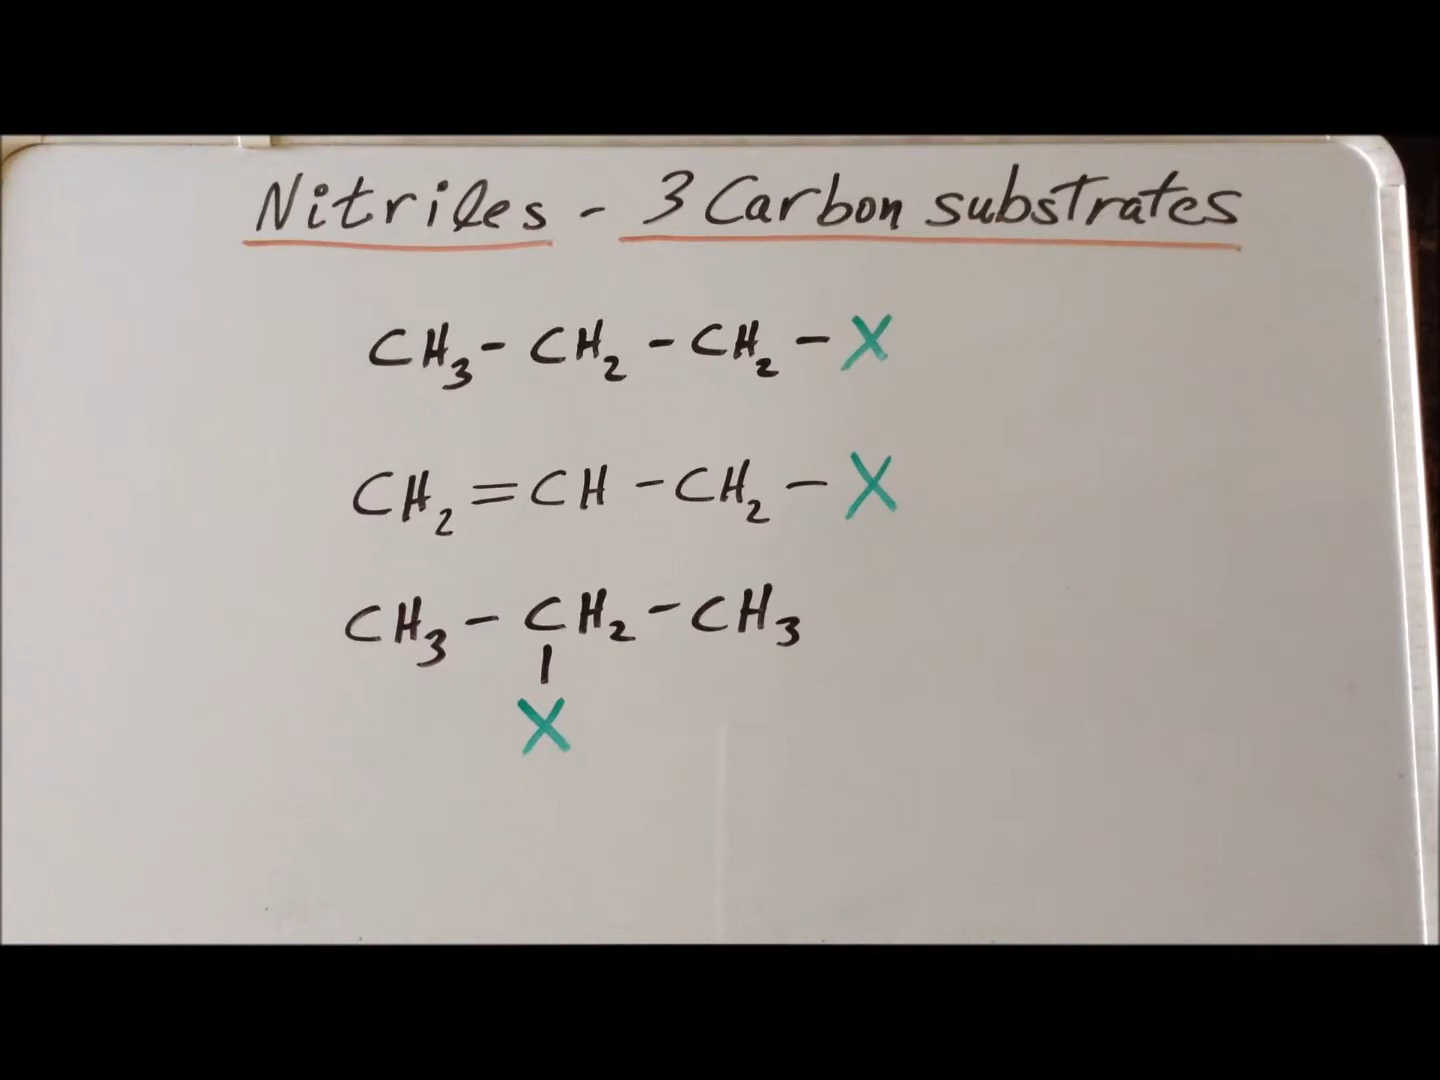 Nitriles - 3 Carbon substrates
CH₃ - CH₂ - CH₂ - X
CH₂ = CH - CH₂ - X
CH₃ - CH₂ - CH₃
|
X